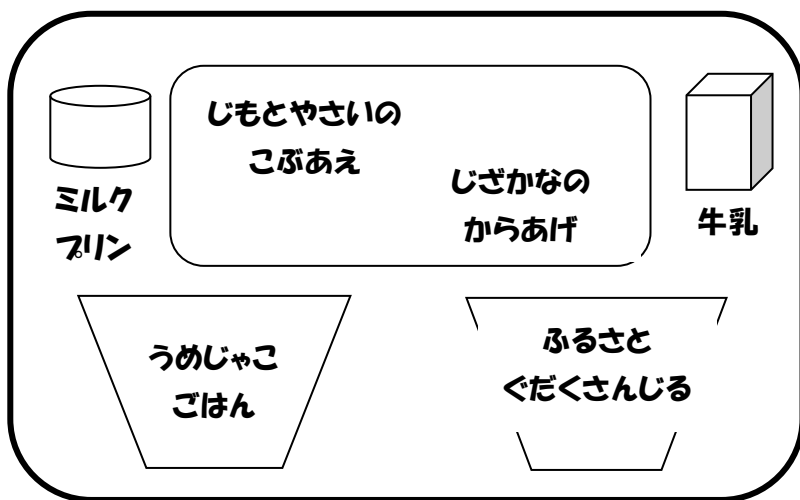 じもとやさいの
こぶあえ
じざかなの
からあげ
ミルク
プリン
牛乳
うめじゃこ
ごはん
ふるさと
ぐだくさんじる